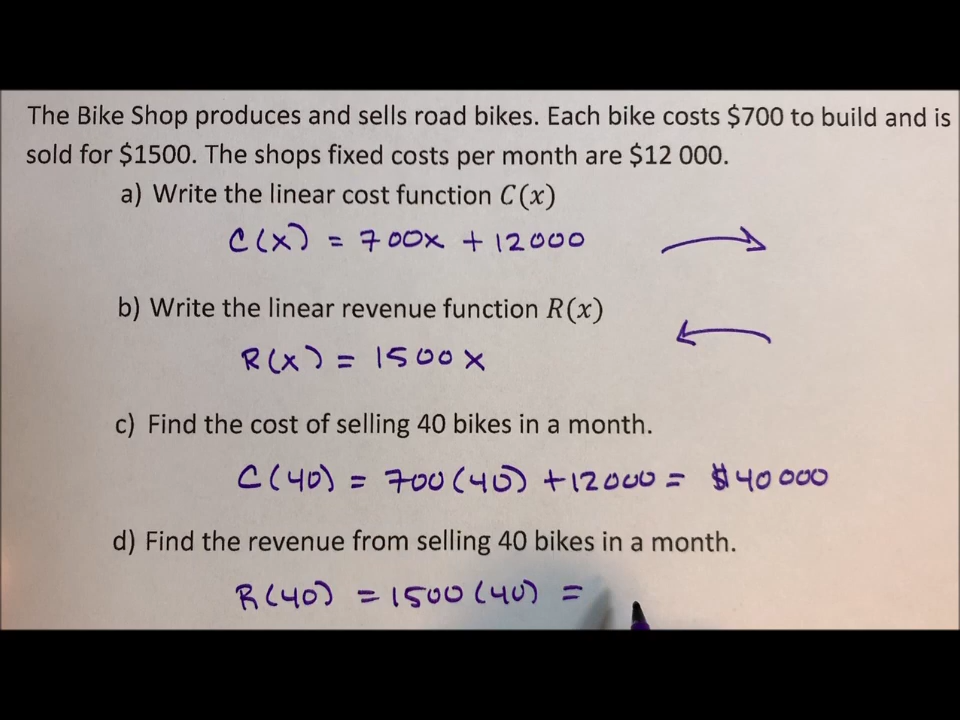 The Bike Shop produces and sells road bikes. Each bike costs $700 to build and is
sold for $1500. The shops fixed costs per month are $12 000.
a) Write the linear cost function C(x)
C(x) = 700x + 12000
b) Write the linear revenue function R(x)
R(x) = 1500x
c) Find the cost of selling 40 bikes in a month.
C(40) = 700(40) + 12000 = $40 000
d) Find the revenue from selling 40 bikes in a month.
R(40) = 1500(40) =